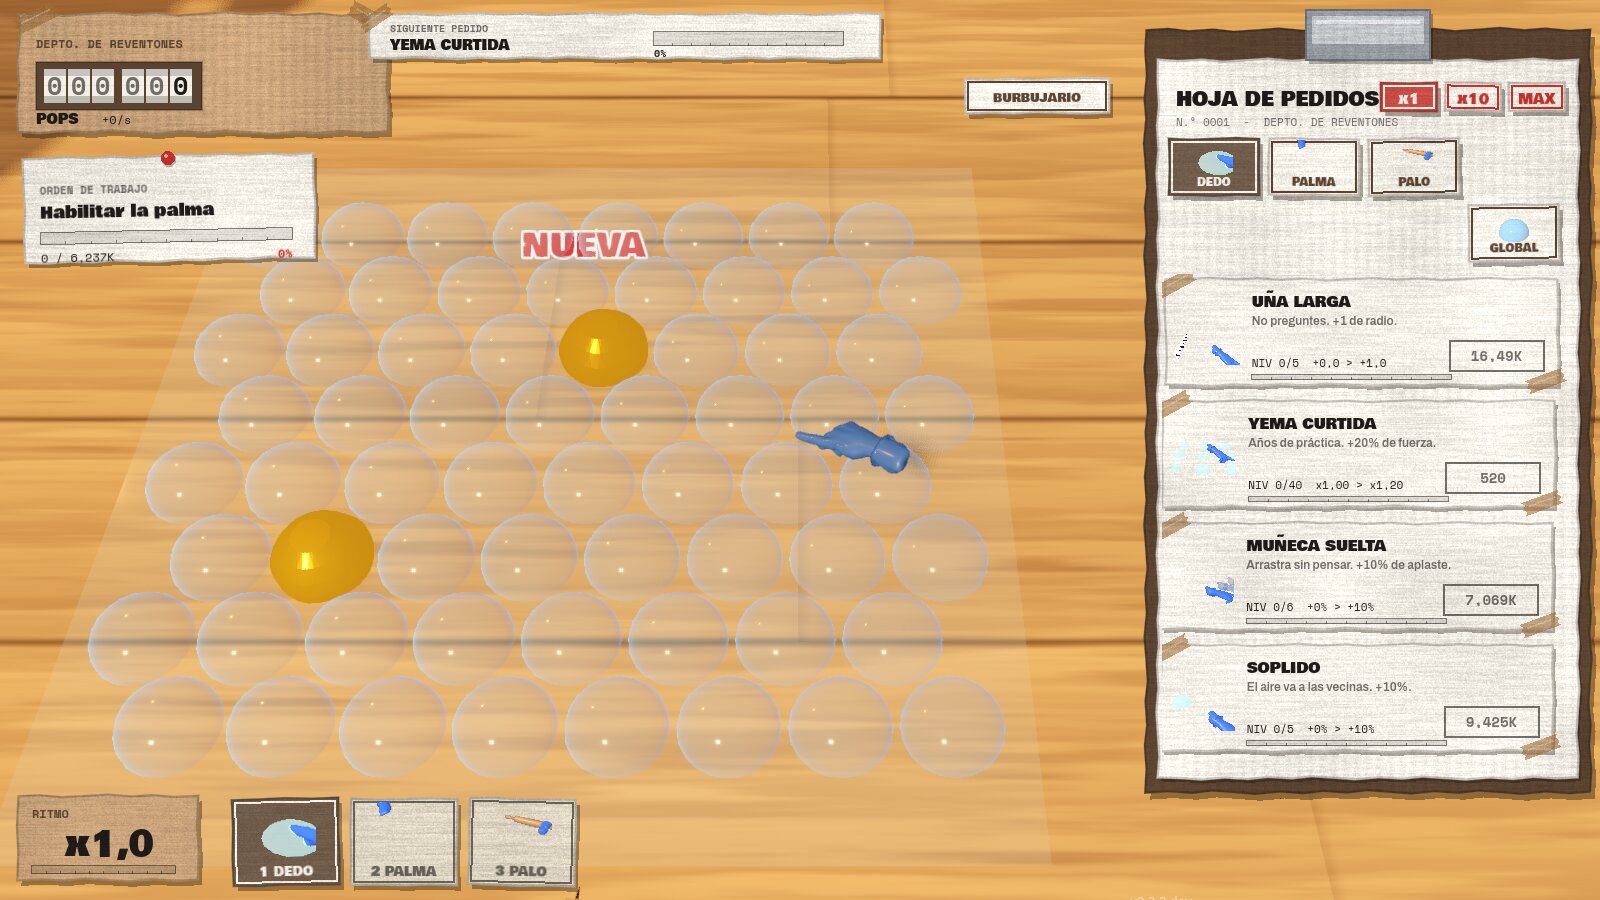 DEPTO. DE REVENTONES
000000
POPS +0/s
SIGUIENTE PEDIDO
YEMA CURTIDA
0%
BURBUJARIO
ORDEN DE TRABAJO
Habilitar la palma
0 / 6,237K 0%
NUEVA
HOJA DE PEDIDOS x1 x10 MAX
N.° 0001 - DEPTO. DE REVENTONES
DEDO PALMA PALO
GLOBAL
UÑA LARGA
No preguntes. +1 de radio.
NIV 0/5 +0,0 > +1,0 16,49K
YEMA CURTIDA
Años de práctica. +20% de fuerza.
NIV 0/40 x1,00 > x1,20 520
MUÑECA SUELTA
Arrastra sin pensar. +10% de aplaste.
NIV 0/6 +0% > +10% 7,069K
SOPLIDO
El aire va a las vecinas. +10%.
NIV 0/5 +0% > +10% 9,425K
RITMO
x1,0
1 DEDO 2 PALMA 3 PALO